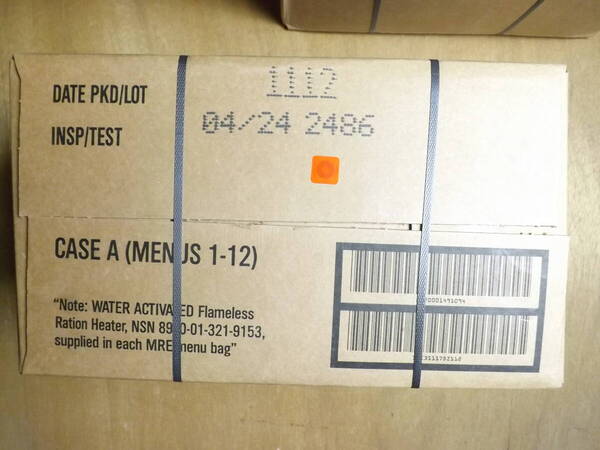 DATE PKD/LOT 1112
INSP/TEST 04/24 2486
CASE A (MENUS 1-12)
“Note: WATER ACTIVATED Flameless
Ration Heater, NSN 8970-01-321-9153,
supplied in each MRE menu bag”